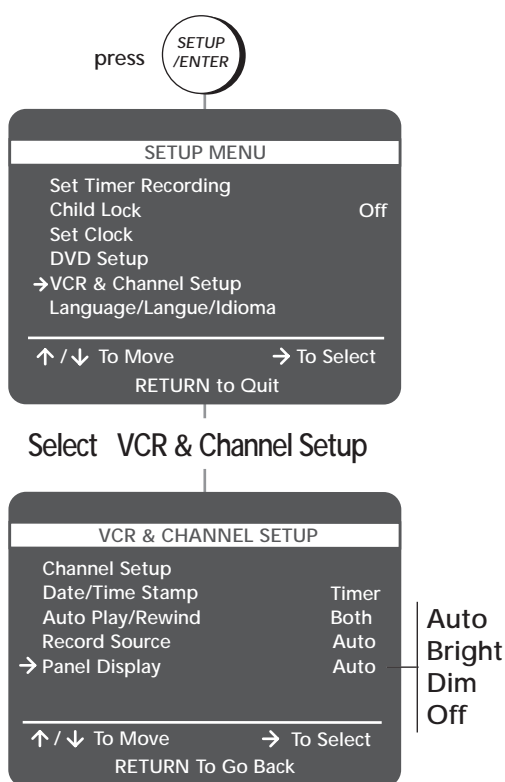 press
SETUP
/ENTER
SETUP MENU
Set Timer Recording
Child Lock Off
Set Clock
DVD Setup
→VCR & Channel Setup
Language/Langue/Idioma
↑ / ↓ To Move → To Select
RETURN to Quit
Select VCR & Channel Setup
VCR & CHANNEL SETUP
Channel Setup
Date/Time Stamp Timer
Auto Play/Rewind Both
Record Source Auto
→ Panel Display Auto
Auto
Bright
Dim
Off
↑ / ↓ To Move → To Select
RETURN To Go Back